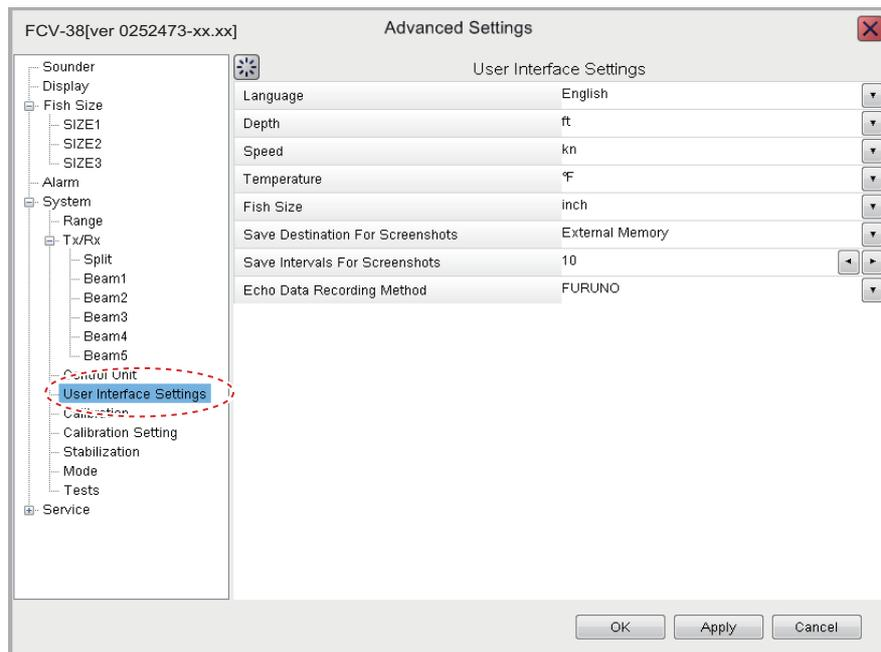 FCV-38[ver 0252473-xx.xx]
Advanced Settings
Sounder
Display
Fish Size
SIZE1
SIZE2
SIZE3
Alarm
System
Range
Tx/Rx
Split
Beam1
Beam2
Beam3
Beam4
Beam5
Control Unit
User Interface Settings
Calibration
Calibration Setting
Stabilization
Mode
Tests
Service
User Interface Settings
Language English
Depth ft
Speed kn
Temperature °F
Fish Size inch
Save Destination For Screenshots External Memory
Save Intervals For Screenshots 10
Echo Data Recording Method FURUNO
OK Apply Cancel